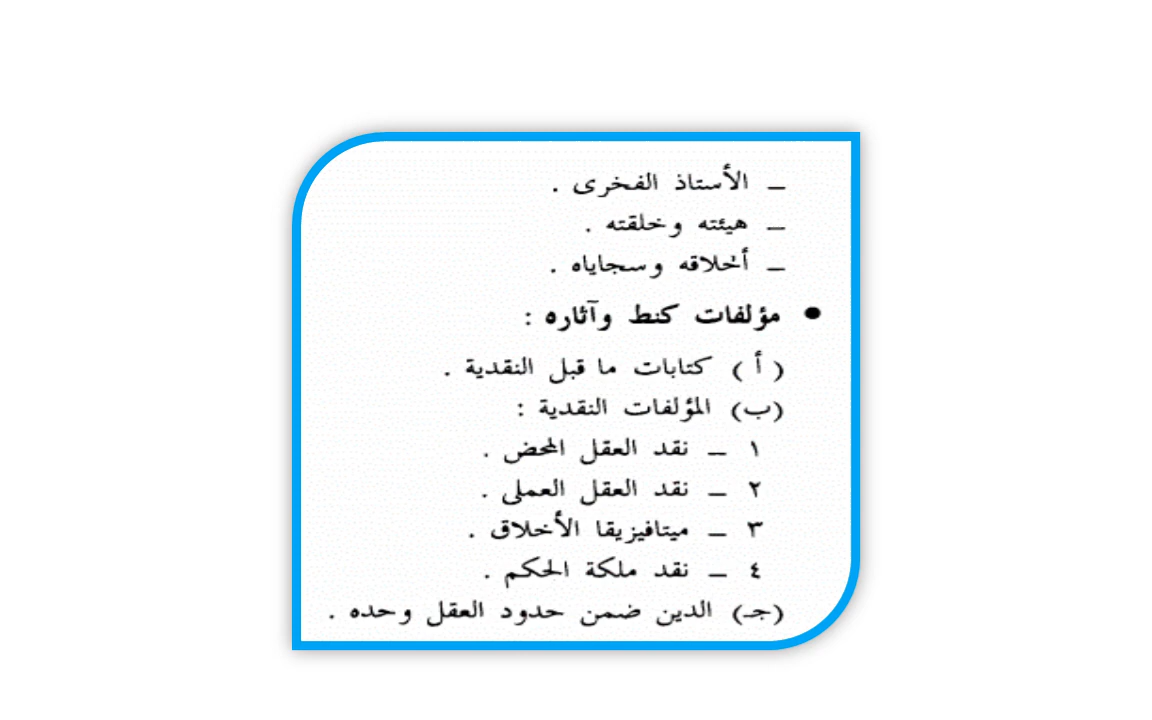 ـ الأستاذ الفخرى .
ـ هيئته وخلقته .
ـ أخلاقه وسجاياه .
● مؤلفات كنط وآثاره :
( أ ) كتابات ما قبل النقدية .
(ب) المؤلفات النقدية :
١ ـ نقد العقل المحض .
٢ ـ نقد العقل العملى .
٣ ـ ميتافيزيقا الأخلاق .
٤ ـ نقد ملكة الحكم .
(جـ) الدين ضمن حدود العقل وحده .